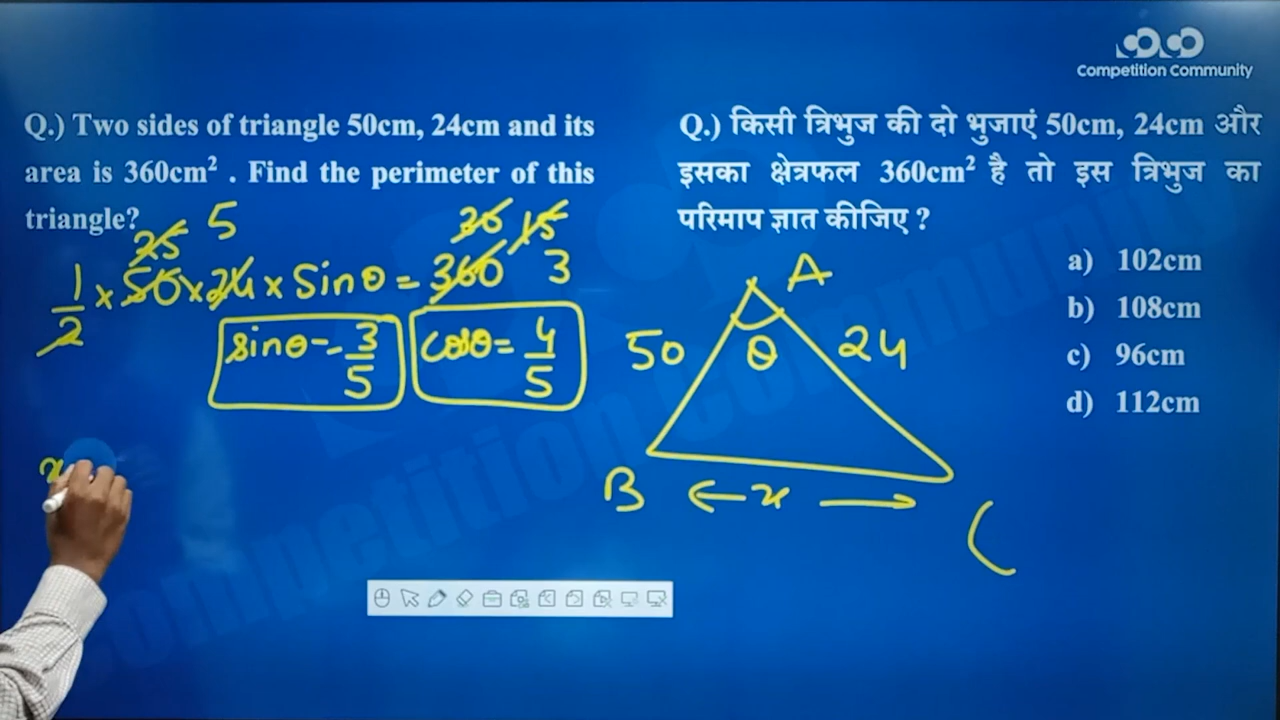 Competition Community
Q.) Two sides of triangle 50cm, 24cm and its
area is 360cm² . Find the perimeter of this
triangle?
25 5 36 15
1/2 × 50 × 24 × sinθ = 360 3
sinθ = 3/5
cosθ = 4/5
x
Q.) किसी त्रिभुज की दो भुजाएं 50cm, 24cm और
इसका क्षेत्रफल 360cm² है तो इस त्रिभुज का
परिमाप ज्ञात कीजिए ?
a) 102cm
b) 108cm
c) 96cm
d) 112cm
A
50 θ 24
B ← x → C
competition community